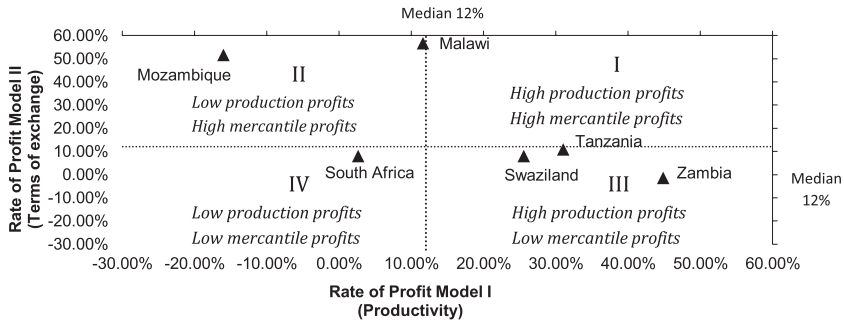 Median 12%
Rate of Profit Model II
(Terms of exchange)
60.00%
50.00%
40.00%
30.00%
20.00%
10.00%
0.00%
-10.00%
-20.00%
-30.00%
Malawi
Mozambique
II
Low production profits
High mercantile profits
I
High production profits
High mercantile profits
Tanzania
South Africa
Swaziland
Zambia
IV
Low production profits
Low mercantile profits
III
High production profits
Low mercantile profits
Median
12%
-30.00% -20.00% -10.00% 0.00% 10.00% 20.00% 30.00% 40.00% 50.00% 60.00%
Rate of Profit Model I
(Productivity)